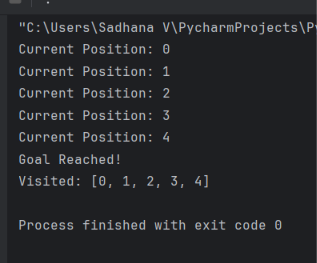 "C:\Users\Sadhana V\PycharmProjects\
Current Position: 0
Current Position: 1
Current Position: 2
Current Position: 3
Current Position: 4
Goal Reached!
Visited: [0, 1, 2, 3, 4]
Process finished with exit code 0